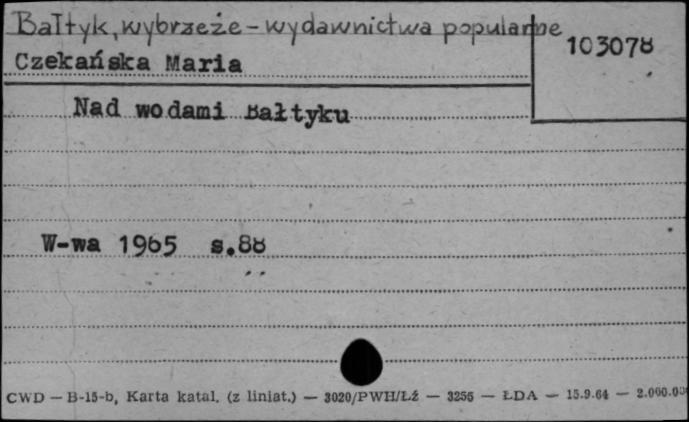 Bałtyk, wybrzeże - wydawnictwa popularne
103078
Czekańska Maria
Nad wodami Bałtyku
W-wa 1965 s.88
CWD — B-15-b, Karta katal. (z liniat.) — 3020/PWH/Łź — 3256 — ŁDA — 15.9.64 — 2.000.00